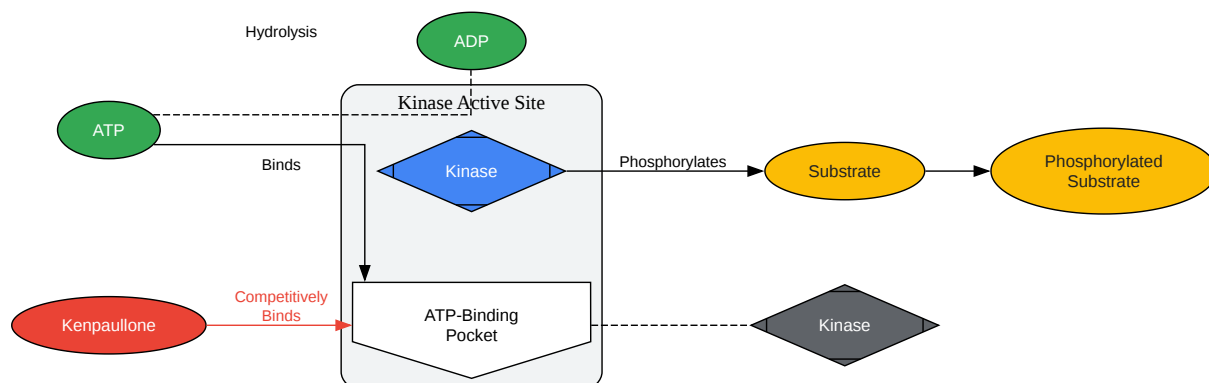 Hydrolysis
ADP
Kinase Active Site
ATP
Binds
Kinase
Phosphorylates
Substrate
Phosphorylated
Substrate
Competitively
Binds
Kenpaullone
ATP-Binding
Pocket
Kinase